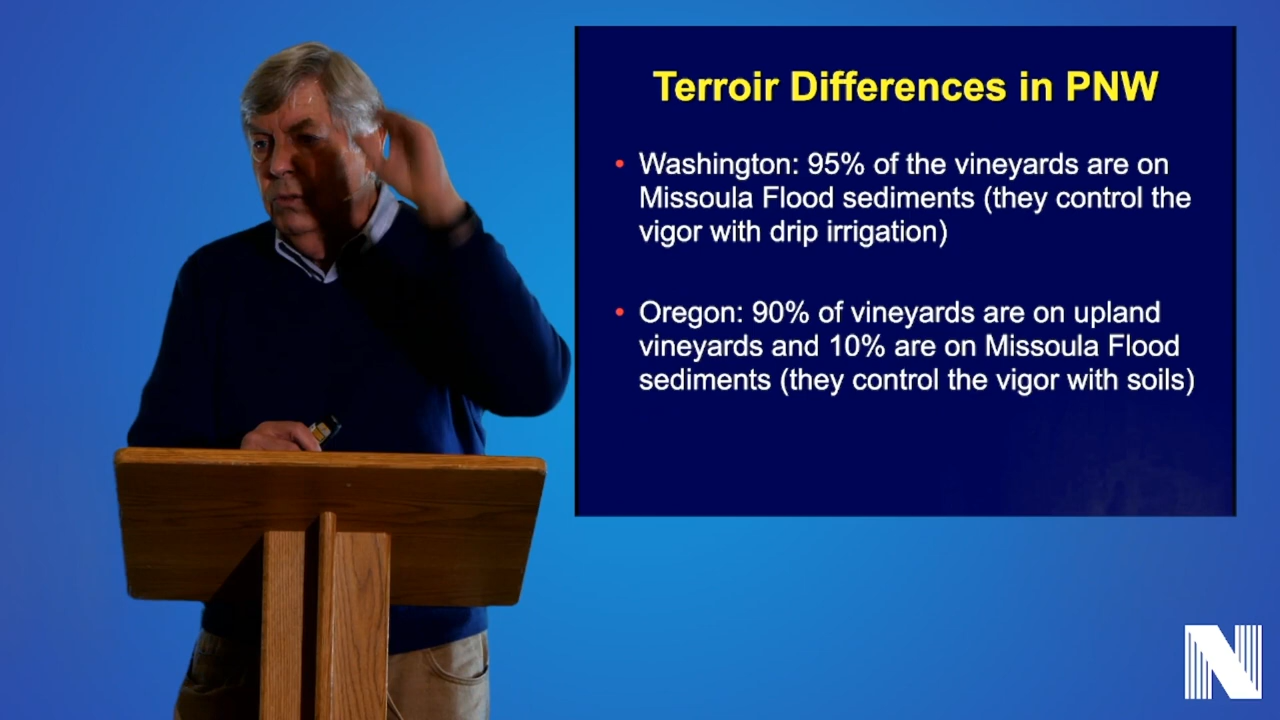 Terroir Differences in PNW
• Washington: 95% of the vineyards are on
Missoula Flood sediments (they control the
vigor with drip irrigation)
• Oregon: 90% of vineyards are on upland
vineyards and 10% are on Missoula Flood
sediments (they control the vigor with soils)
N